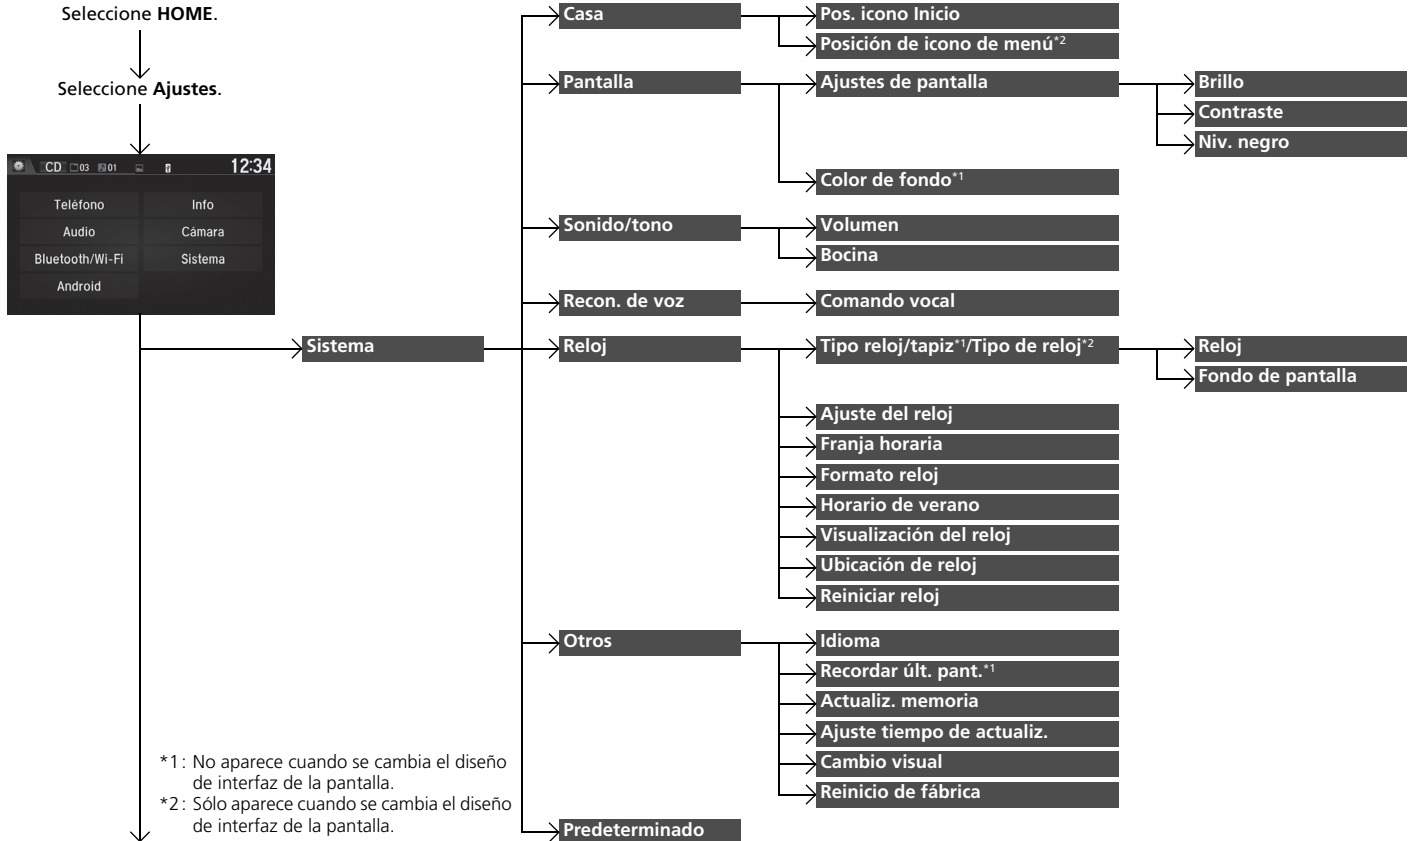 Seleccione HOME.
Seleccione Ajustes.
CD 03 01 12:34
Teléfono Info
Audio Cámara
Bluetooth/Wi-Fi Sistema
Android
Sistema
Casa
Pos. icono Inicio
Posición de icono de menú*2
Pantalla
Ajustes de pantalla
Brillo
Contraste
Niv. negro
Color de fondo*1
Sonido/tono
Volumen
Bocina
Recon. de voz
Comando vocal
Reloj
Tipo reloj/tapiz*1/Tipo de reloj*2
Reloj
Fondo de pantalla
Ajuste del reloj
Franja horaria
Formato reloj
Horario de verano
Visualización del reloj
Ubicación de reloj
Reiniciar reloj
Otros
Idioma
Recordar últ. pant.*1
Actualiz. memoria
Ajuste tiempo de actualiz.
Cambio visual
Reinicio de fábrica
Predeterminado
*1: No aparece cuando se cambia el diseño
de interfaz de la pantalla.
*2: Sólo aparece cuando se cambia el diseño
de interfaz de la pantalla.